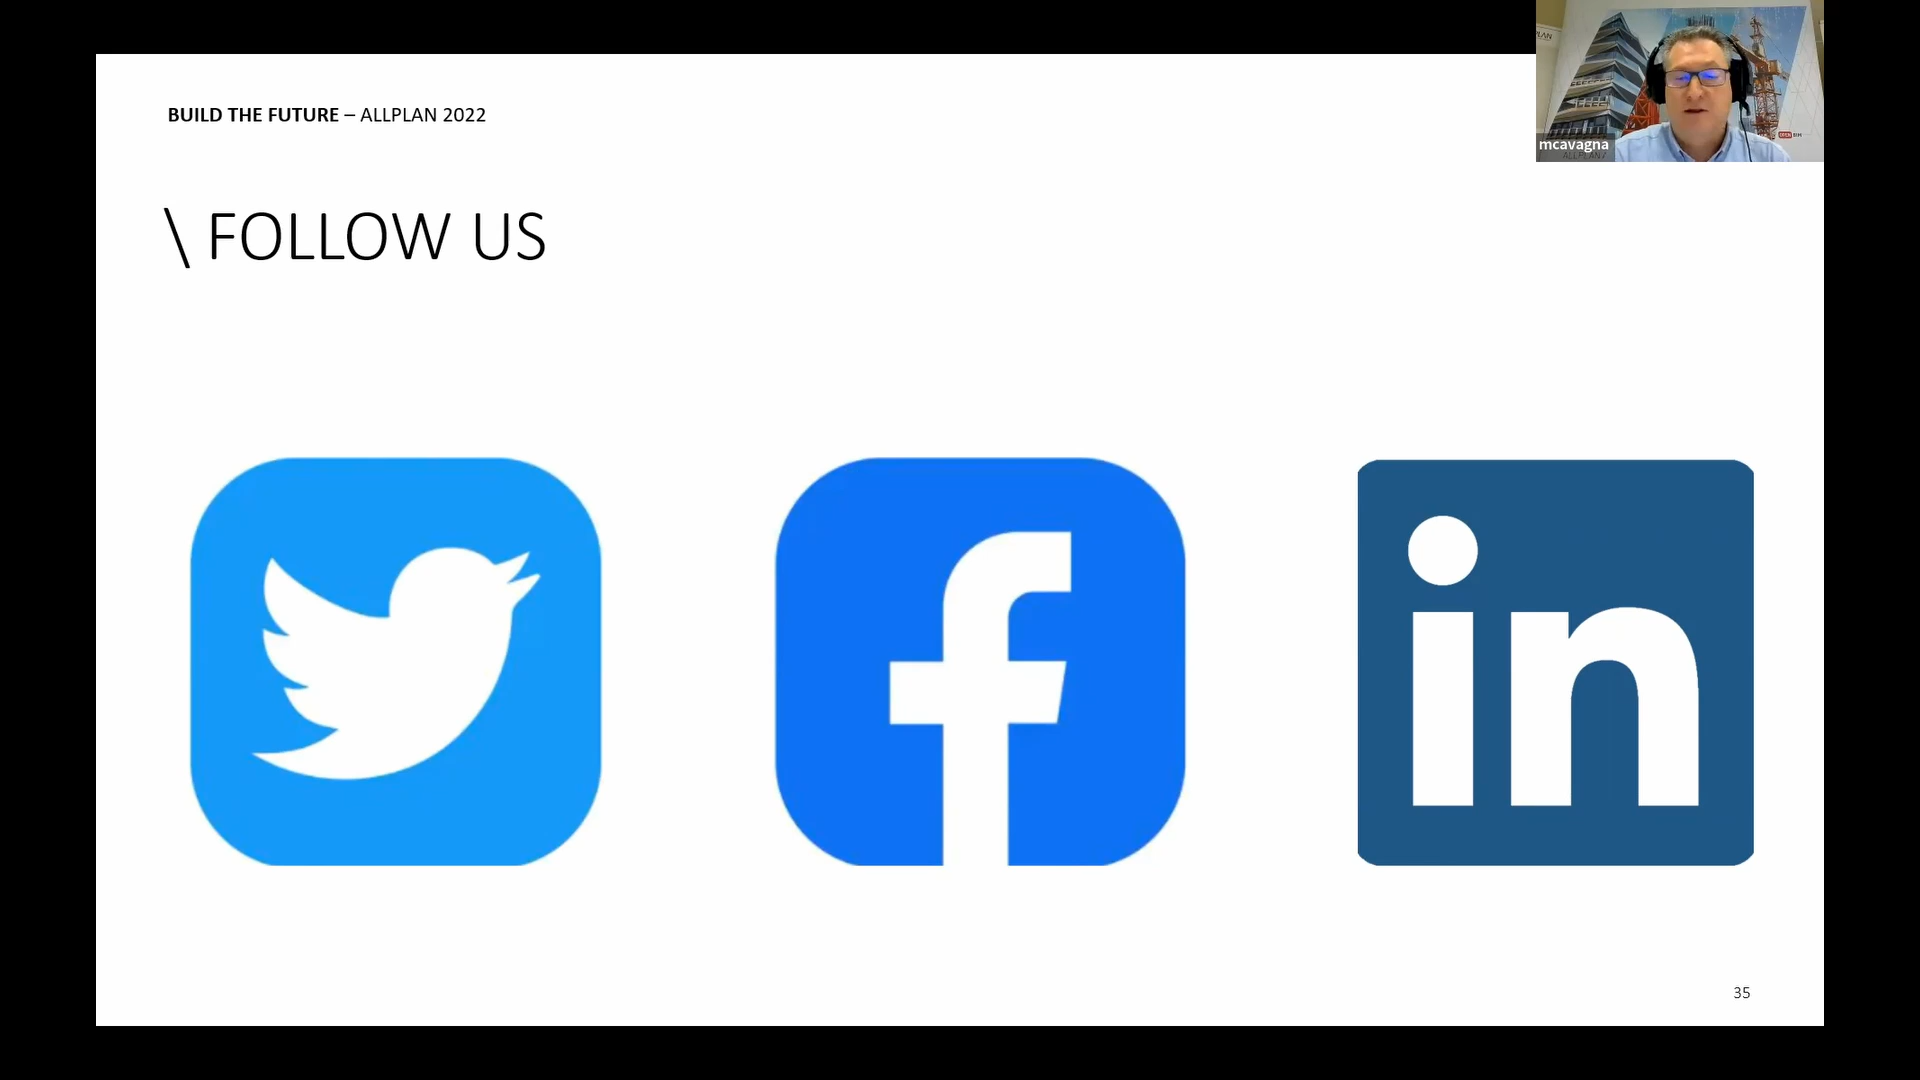 BUILD THE FUTURE – ALLPLAN 2022
\ FOLLOW US
mcavagna
in
35